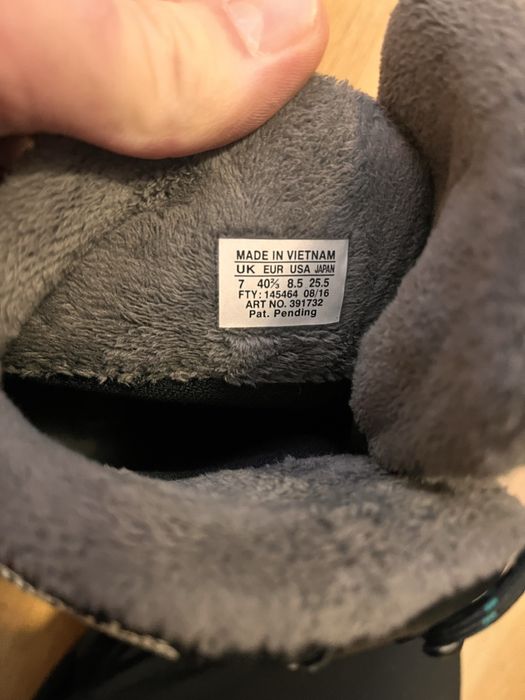 MADE IN VIETNAM
UK EUR USA JAPAN
7 40⅔ 8.5 25.5
FTY: 145464 08/16
ART NO. 391732
Pat. Pending